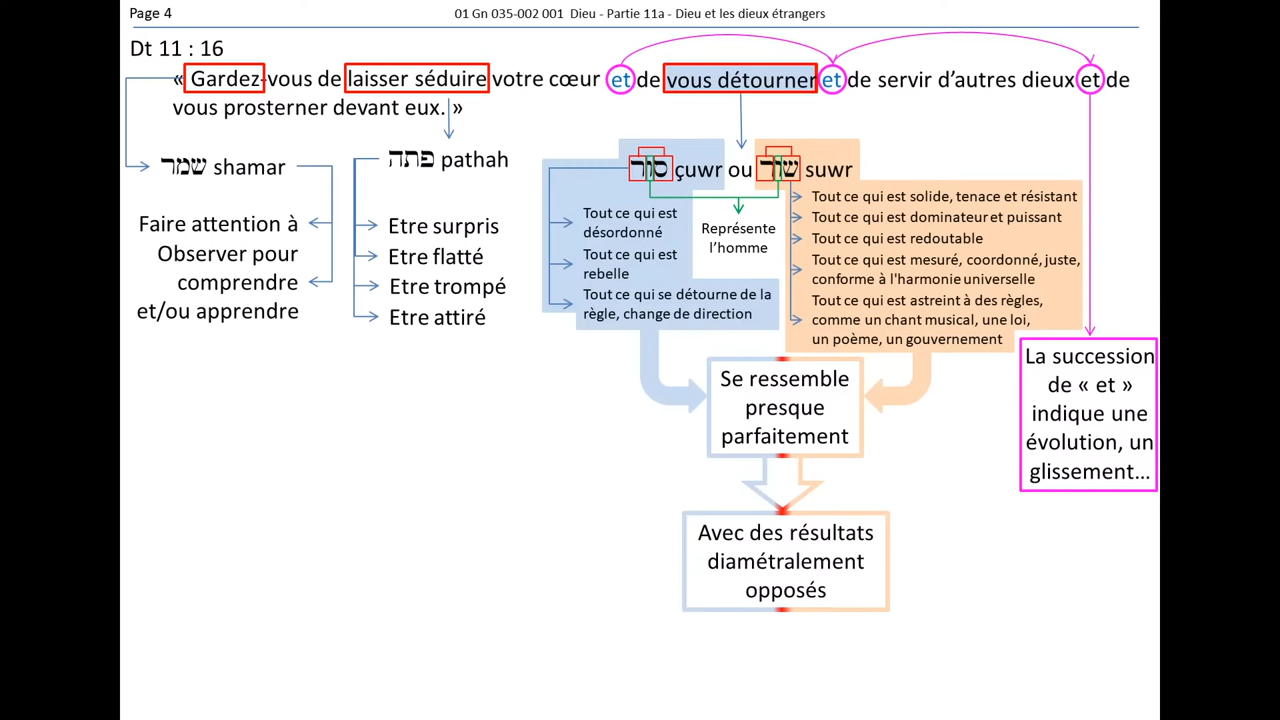 Page 4
01 Gn 035-002 001  Dieu - Partie 11a - Dieu et les dieux étrangers
Dt 11 : 16
« Gardez-vous de laisser séduire votre cœur et de vous détourner et de servir d’autres dieux et de
vous prosterner devant eux. »
שמר shamar
Faire attention à
Observer pour
comprendre
et/ou apprendre
פתה pathah
Etre surpris
Etre flatté
Etre trompé
Etre attiré
סור çuwr ou שור suwr
Tout ce qui est
désordonné
Tout ce qui est
rebelle
Tout ce qui se détourne de la
règle, change de direction
Représente
l’homme
Tout ce qui est solide, tenace et résistant
Tout ce qui est dominateur et puissant
Tout ce qui est redoutable
Tout ce qui est mesuré, coordonné, juste,
conforme à l'harmonie universelle
Tout ce qui est astreint à des règles,
comme un chant musical, une loi,
un poème, un gouvernement
Se ressemble
presque
parfaitement
Avec des résultats
diamétralement
opposés
La succession
de « et »
indique une
évolution, un
glissement…